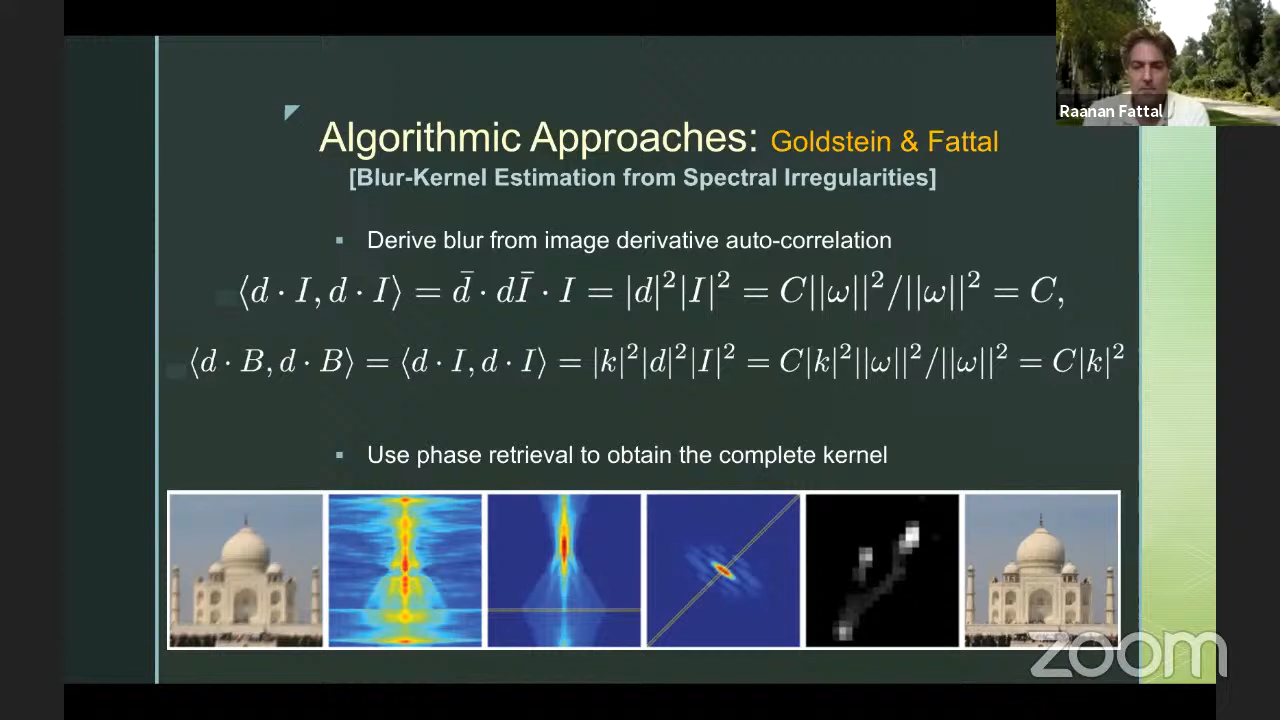 Raanan Fattal
Algorithmic Approaches: Goldstein & Fattal
[Blur-Kernel Estimation from Spectral Irregularities]
▪ Derive blur from image derivative auto-correlation
⟨d · I, d · I⟩ = d̄ · dĪ · I = |d|²|I|² = C||ω||²/||ω||² = C,
⟨d · B, d · B⟩ = ⟨d · I, d · I⟩ = |k|²|d|²|I|² = C|k|²||ω||²/||ω||² = C|k|²
▪ Use phase retrieval to obtain the complete kernel
zoom